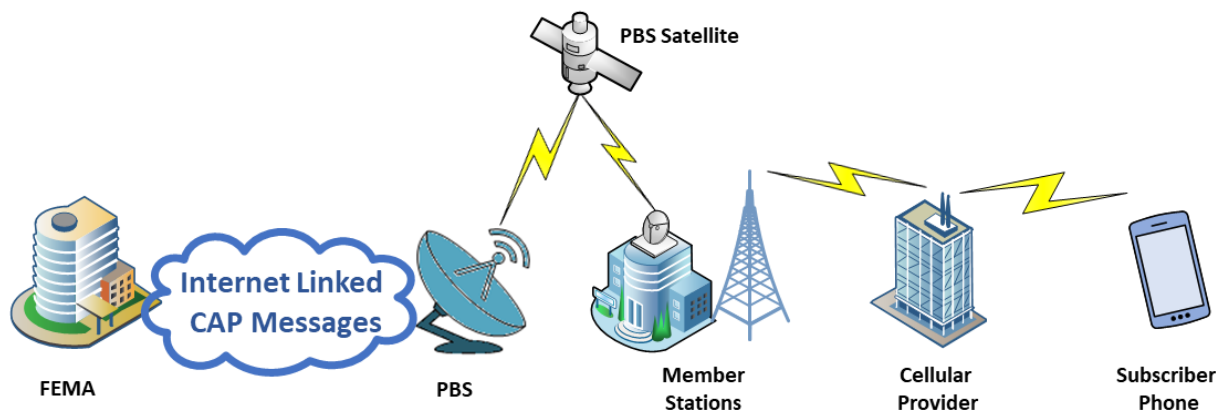 PBS Satellite
Internet Linked
CAP Messages
FEMA
PBS
Member
Stations
Cellular
Provider
Subscriber
Phone